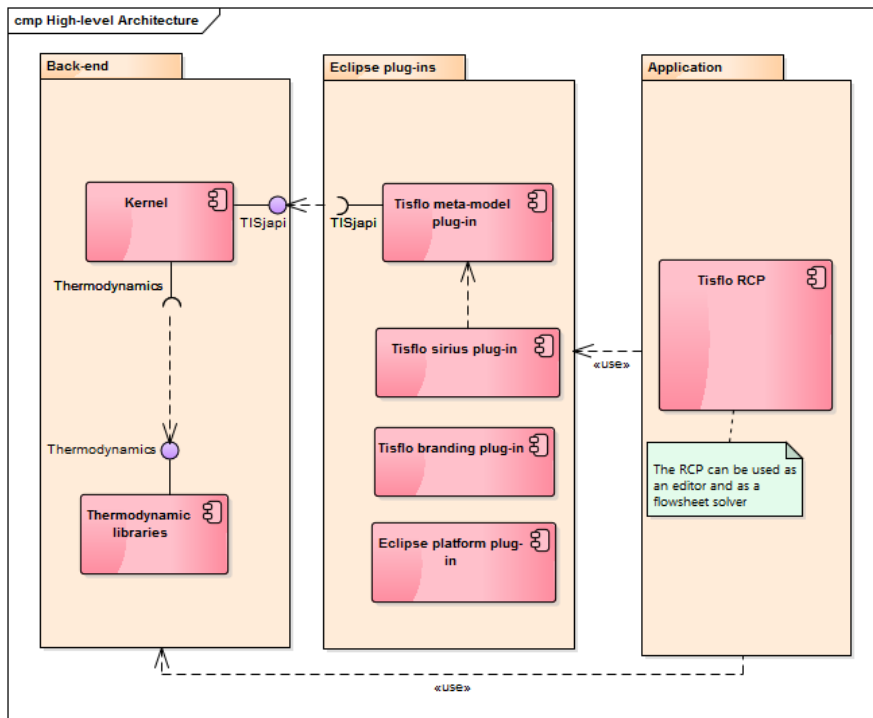 cmp High-level Architecture
Back-end
Eclipse plug-ins
Application
Kernel
TISjapi
TISjapi
Tisflo meta-model
plug-in
Thermodynamics
Tisflo RCP
Tisflo sirius plug-in
«use»
Thermodynamics
Tisflo branding plug-in
The RCP can be used as
an editor and as a
flowsheet solver
Thermodynamic
libraries
Eclipse platform plug-
in
«use»